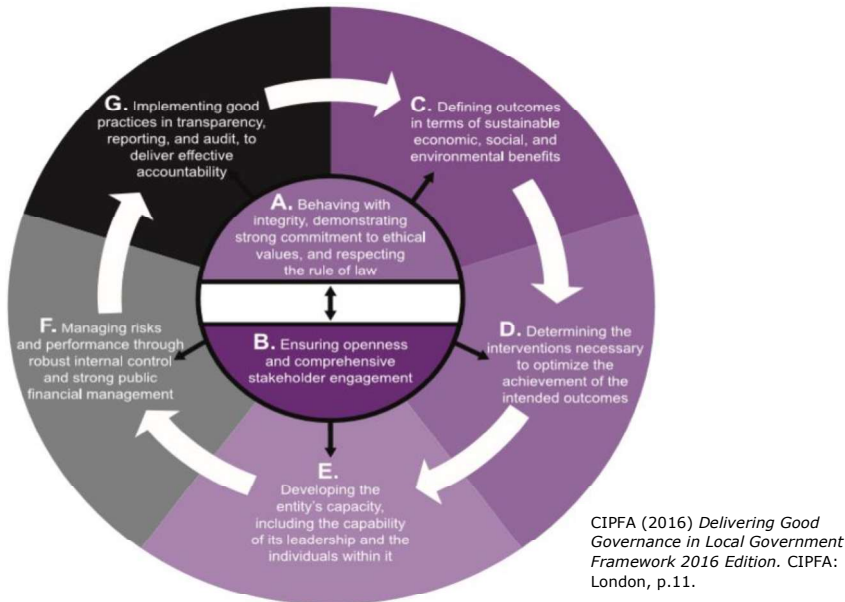 G. Implementing good
practices in transparency,
reporting, and audit, to
deliver effective
accountability
C. Defining outcomes
in terms of sustainable
economic, social, and
environmental benefits
A. Behaving with
integrity, demonstrating
strong commitment to ethical
values, and respecting
the rule of law
F. Managing risks
and performance through
robust internal control
and strong public
financial management
B. Ensuring openness
and comprehensive
stakeholder engagement
D. Determining the
interventions necessary
to optimize the
achievement of the
intended outcomes
E.
Developing the
entity's capacity,
including the capability
of its leadership and the
individuals within it
CIPFA (2016) Delivering Good
Governance in Local Government
Framework 2016 Edition. CIPFA:
London, p.11.